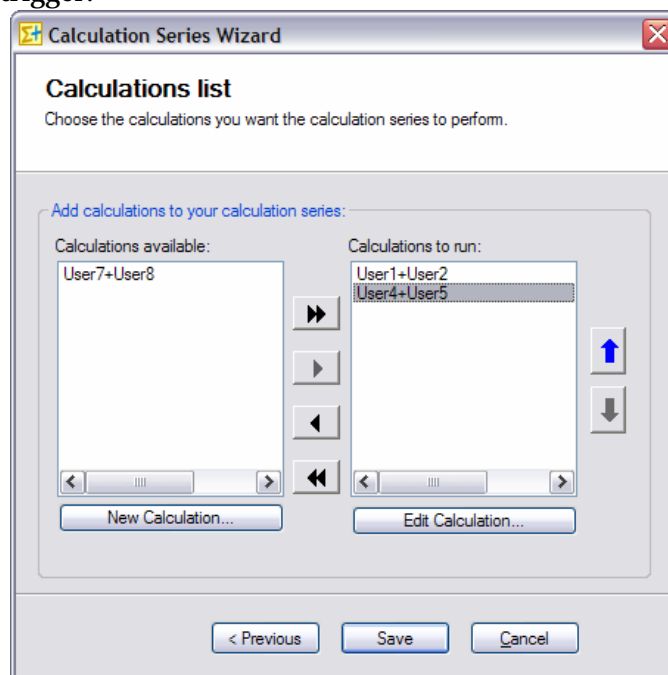 trigger.
Calculation Series Wizard
Calculations list
Choose the calculations you want the calculation series to perform.
Add calculations to your calculation series:
Calculations available:
Calculations to run:
User7+User8
User1+User2
User4+User5
New Calculation...
Edit Calculation...
< Previous
Save
Cancel